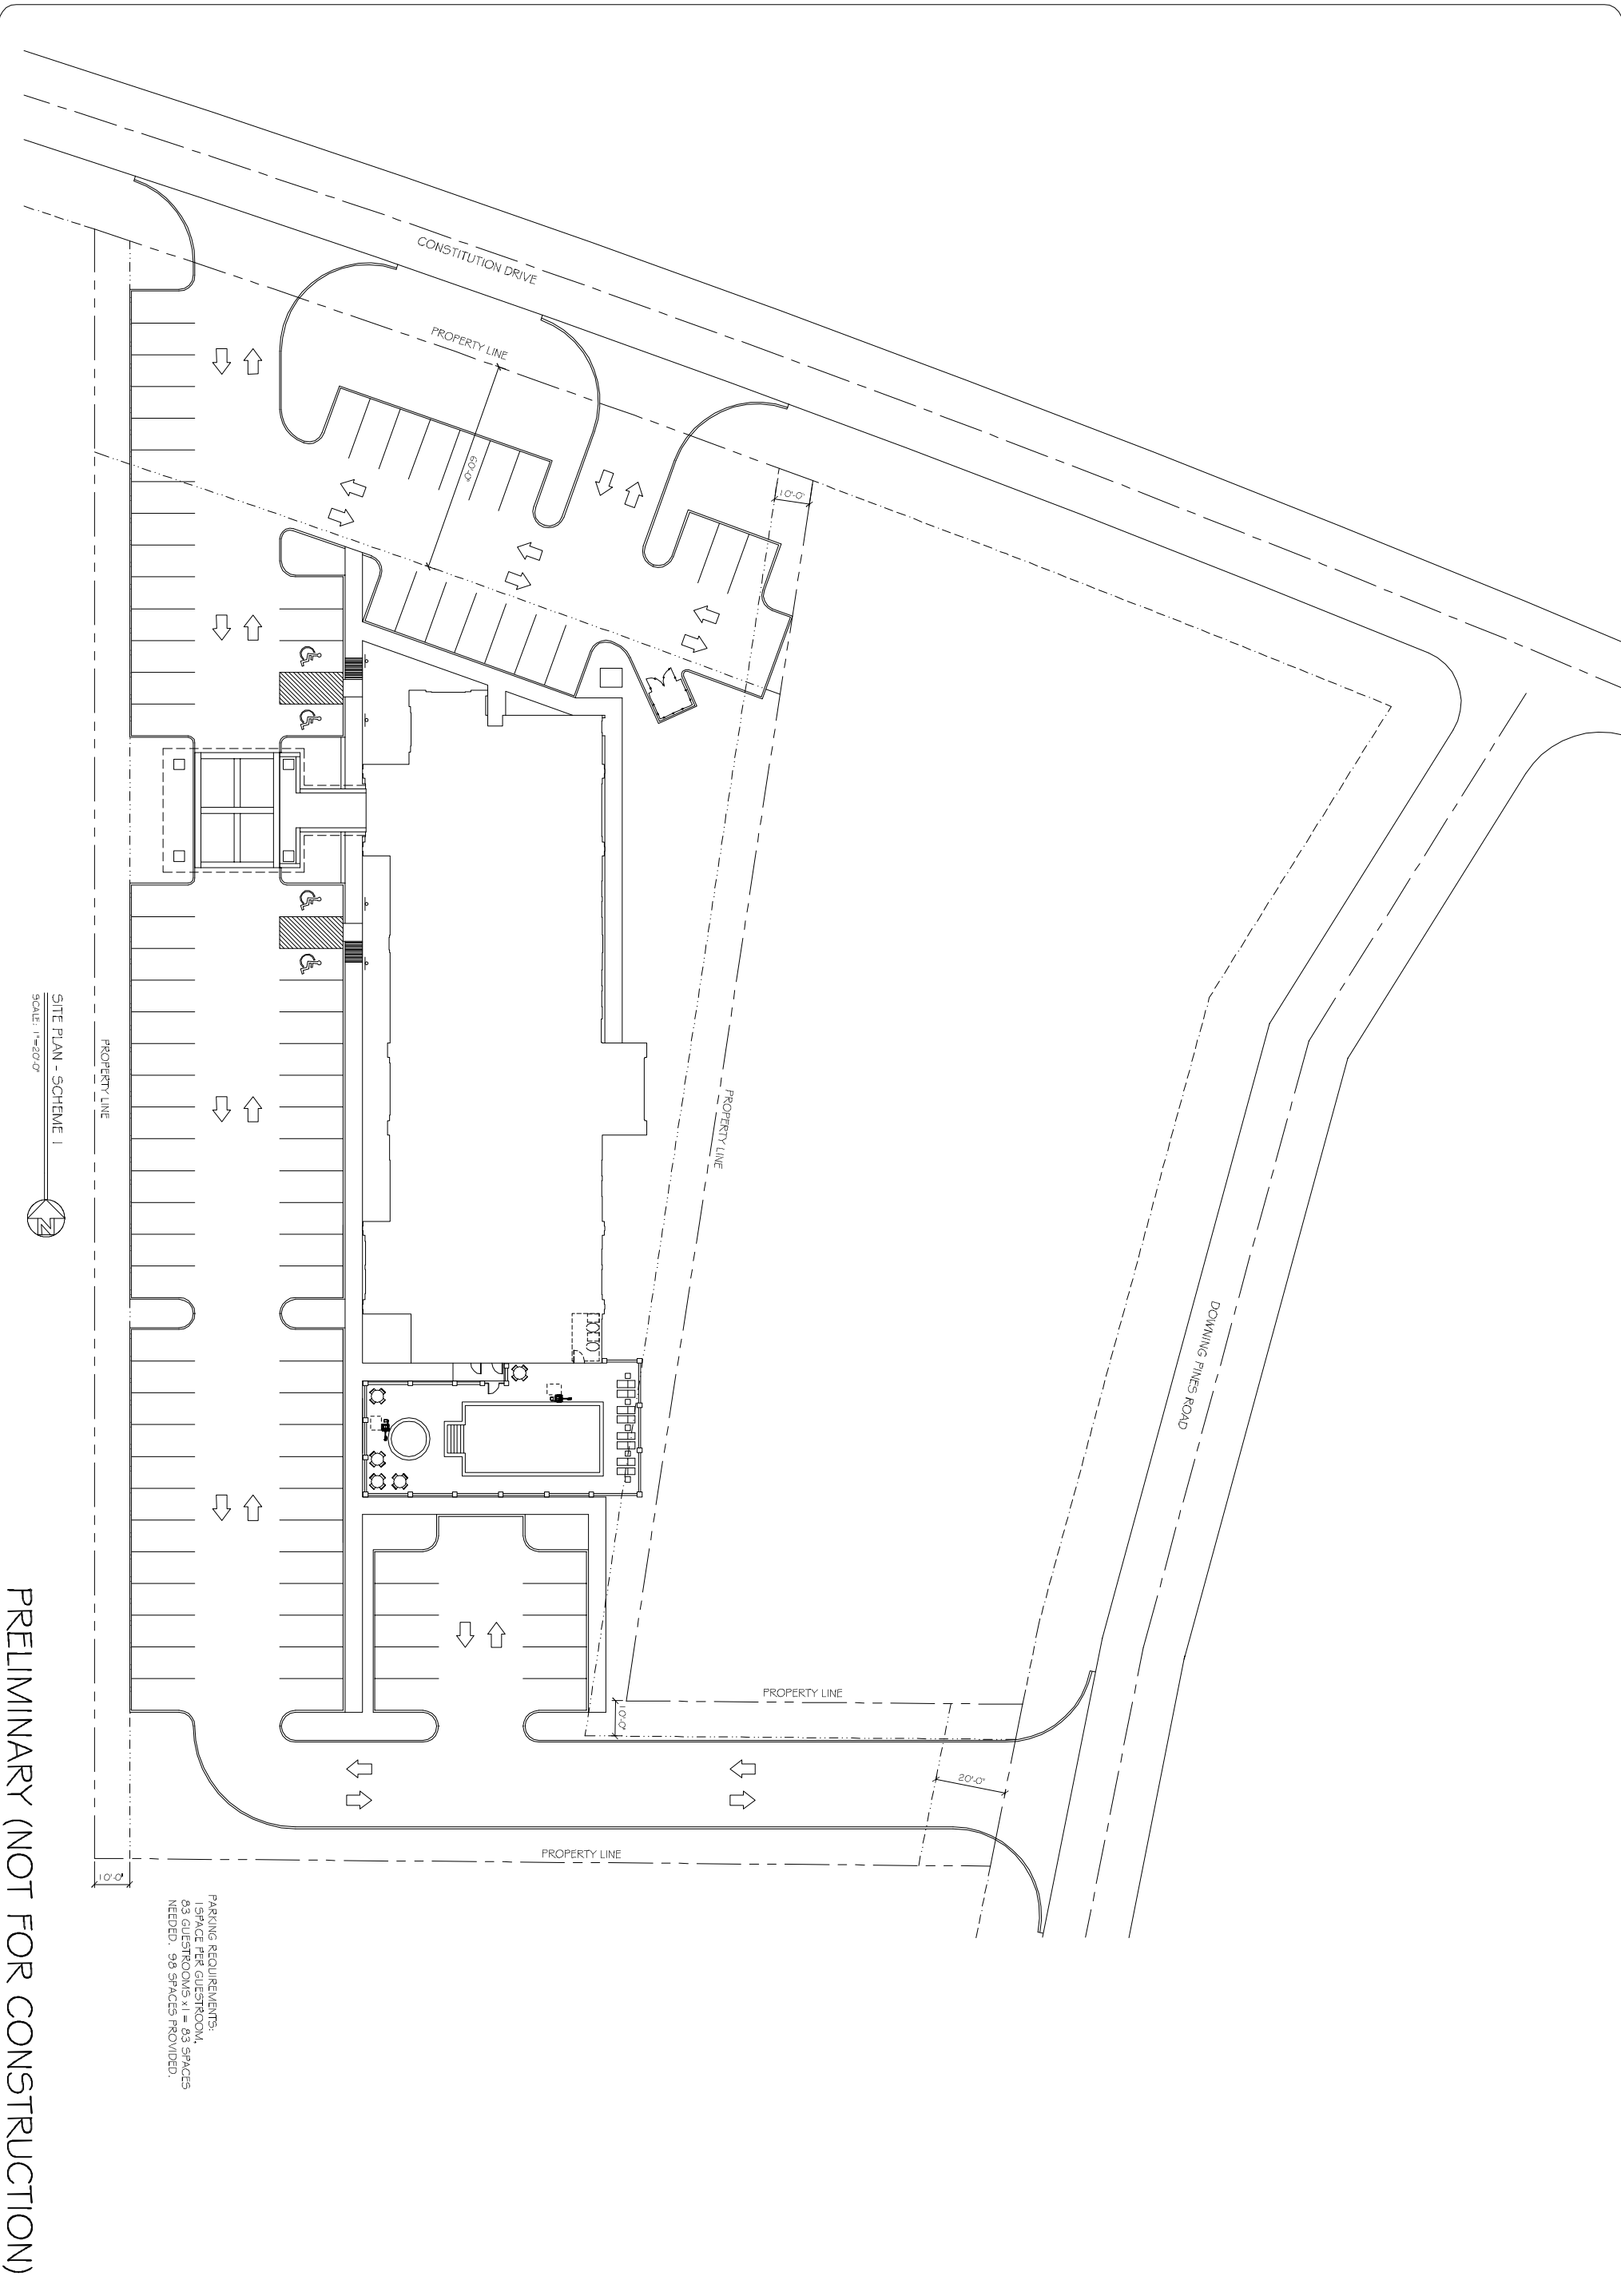 CONSTITUTION DRIVE
PROPERTY LINE
60'-0"
10'-0"
PROPERTY LINE
DOWNING PINES ROAD
PROPERTY LINE
10'-0"
20'-0"
PROPERTY LINE
PROPERTY LINE
10'-0"
SITE PLAN - SCHEME 1
SCALE: 1"=20'-0"
N
PARKING REQUIREMENTS:
1 SPACE PER GUESTROOM.
83 GUESTROOMS x 1 = 83 SPACES
NEEDED. 98 SPACES PROVIDED.
PRELIMINARY (NOT FOR CONSTRUCTION)